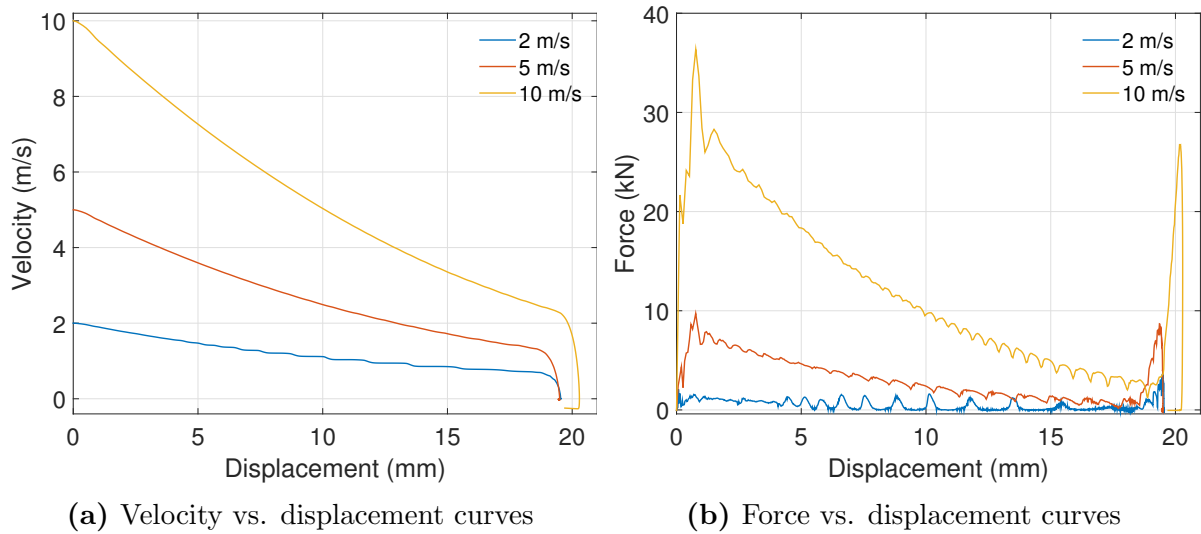 10
8
6
4
2
0
Velocity (m/s)
2 m/s
5 m/s
10 m/s
0
5
10
15
20
Displacement (mm)
(a) Velocity vs. displacement curves
40
30
20
10
0
Force (kN)
2 m/s
5 m/s
10 m/s
0
5
10
15
20
Displacement (mm)
(b) Force vs. displacement curves